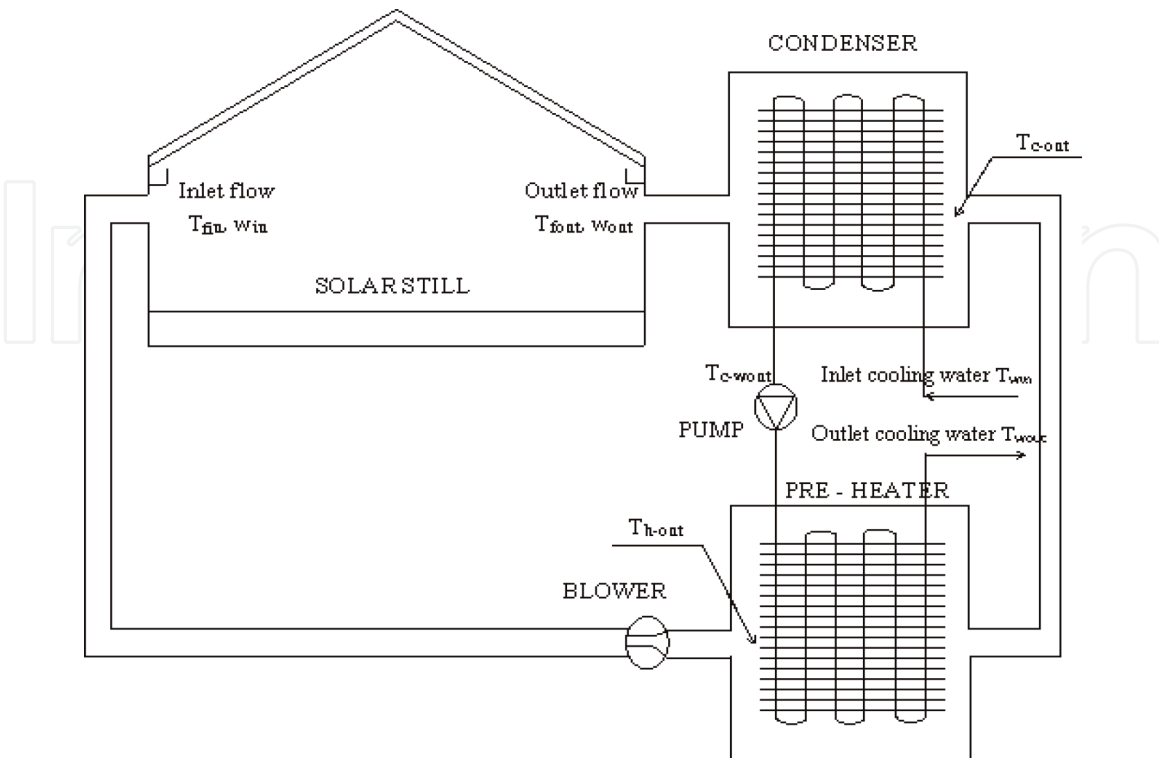 CONDENSER
Tc-out
Inlet flow
Tfin, win
Outlet flow
Tfout, wout
SOLAR STILL
Tc-wout
Inlet cooling water Twin
PUMP
Outlet cooling water Twout
PRE - HEATER
Th-out
BLOWER